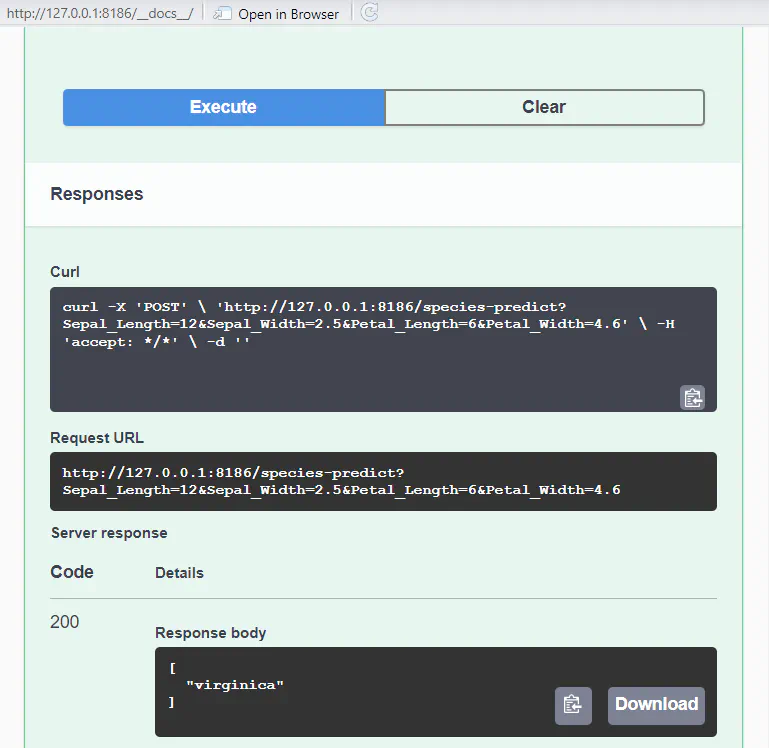 http://127.0.0.1:8186/__docs__/ Open in Browser
Execute Clear
Responses
Curl
curl -X 'POST' \ 'http://127.0.0.1:8186/species-predict?
Sepal_Length=12&Sepal_Width=2.5&Petal_Length=6&Petal_Width=4.6' \ -H
'accept: */*' \ -d ''
Request URL
http://127.0.0.1:8186/species-predict?
Sepal_Length=12&Sepal_Width=2.5&Petal_Length=6&Petal_Width=4.6
Server response
Code Details
200
Response body
[
"virginica"
]
Download